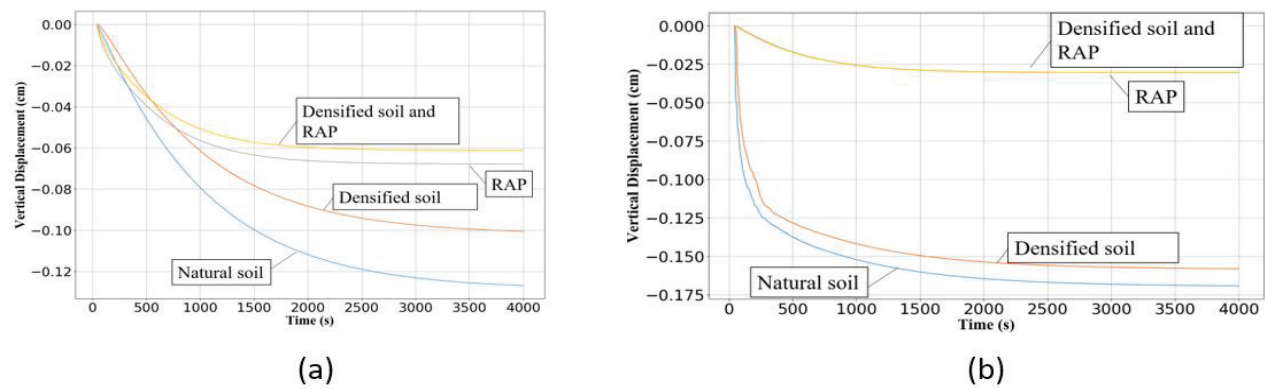 0.00
−0.02
−0.04
−0.06
−0.08
−0.10
−0.12
Vertical Displacement (cm)
Densified soil and
RAP
RAP
Densified soil
Natural soil
0 500 1000 1500 2000 2500 3000 3500 4000
Time (s)
(a)
0.000
−0.025
−0.050
−0.075
−0.100
−0.125
−0.150
−0.175
Vertical Displacement (cm)
Densified soil and
RAP
RAP
Densified soil
Natural soil
0 500 1000 1500 2000 2500 3000 3500 4000
Time (s)
(b)